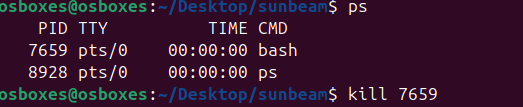 osboxes@osboxes:~/Desktop/sunbeam$ ps
    PID TTY          TIME CMD
   7659 pts/0    00:00:00 bash
   8928 pts/0    00:00:00 ps
osboxes@osboxes:~/Desktop/sunbeam$ kill 7659